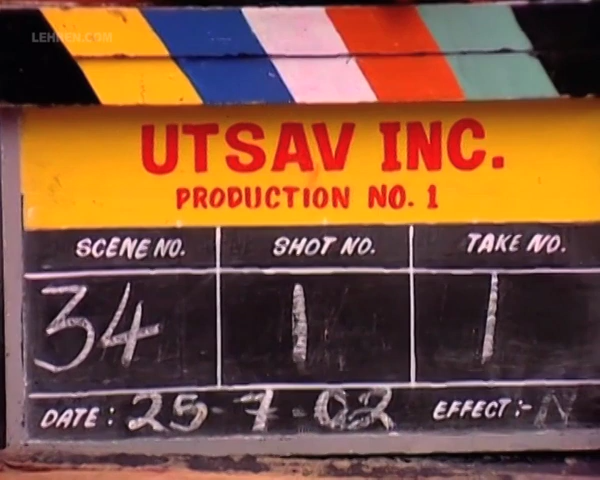 LEHREN.COM
UTSAV INC.
PRODUCTION NO. 1
SCENE NO. SHOT NO. TAKE NO.
34 1 1
DATE: 25-7-02 EFFECT:- N